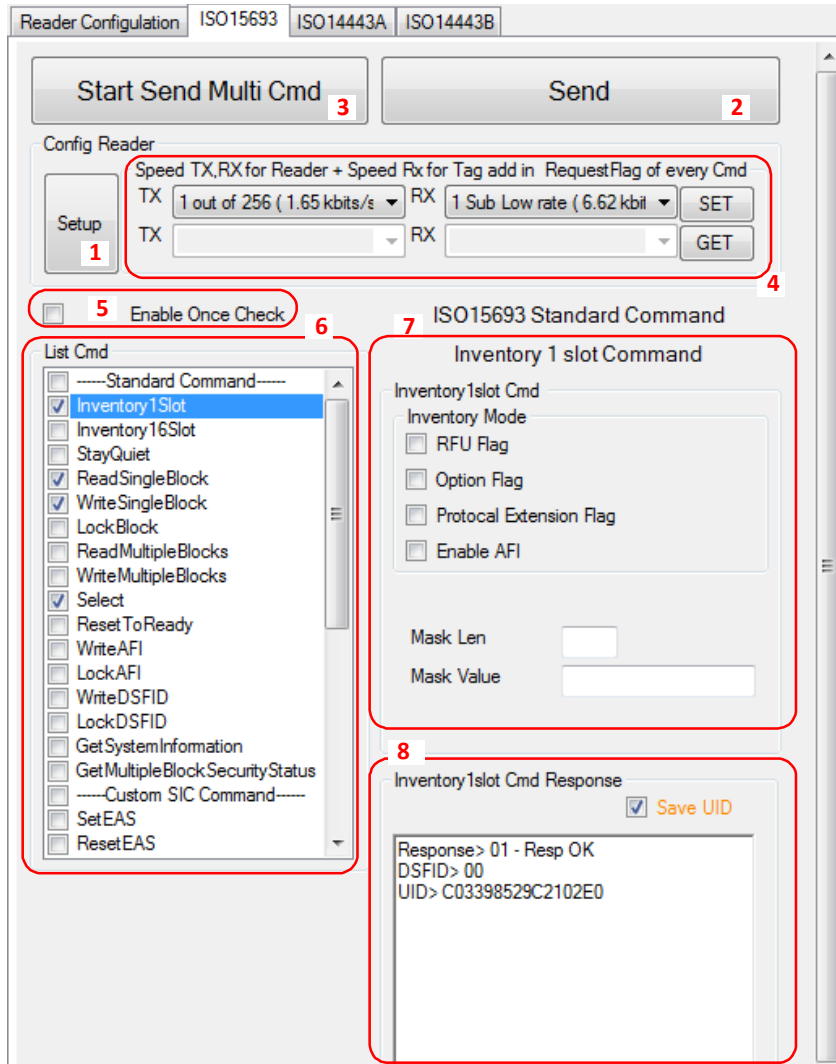 Reader Configulation ISO15693 ISO14443A ISO14443B
Start Send Multi Cmd 3
Send 2
Config Reader
Setup 1
Speed TX,RX for Reader + Speed Rx for Tag add in RequestFlag of every Cmd
TX 1 out of 256 ( 1.65 kbits/s RX 1 Sub Low rate ( 6.62 kbit SET
TX RX GET
4
5 Enable Once Check
6
List Cmd
------Standard Command------
Inventory1Slot
Inventory16Slot
StayQuiet
ReadSingleBlock
WriteSingleBlock
LockBlock
ReadMultipleBlocks
WriteMultipleBlocks
Select
ResetToReady
WriteAFI
LockAFI
WriteDSFID
LockDSFID
GetSystemInformation
GetMultipleBlockSecurityStatus
------Custom SIC Command------
SetEAS
ResetEAS
ISO15693 Standard Command
7
Inventory 1 slot Command
Inventory1slot Cmd
Inventory Mode
RFU Flag
Option Flag
Protocal Extension Flag
Enable AFI
Mask Len
Mask Value
8
Inventory1slot Cmd Response
Save UID
Response> 01 - Resp OK
DSFID> 00
UID> C03398529C2102E0